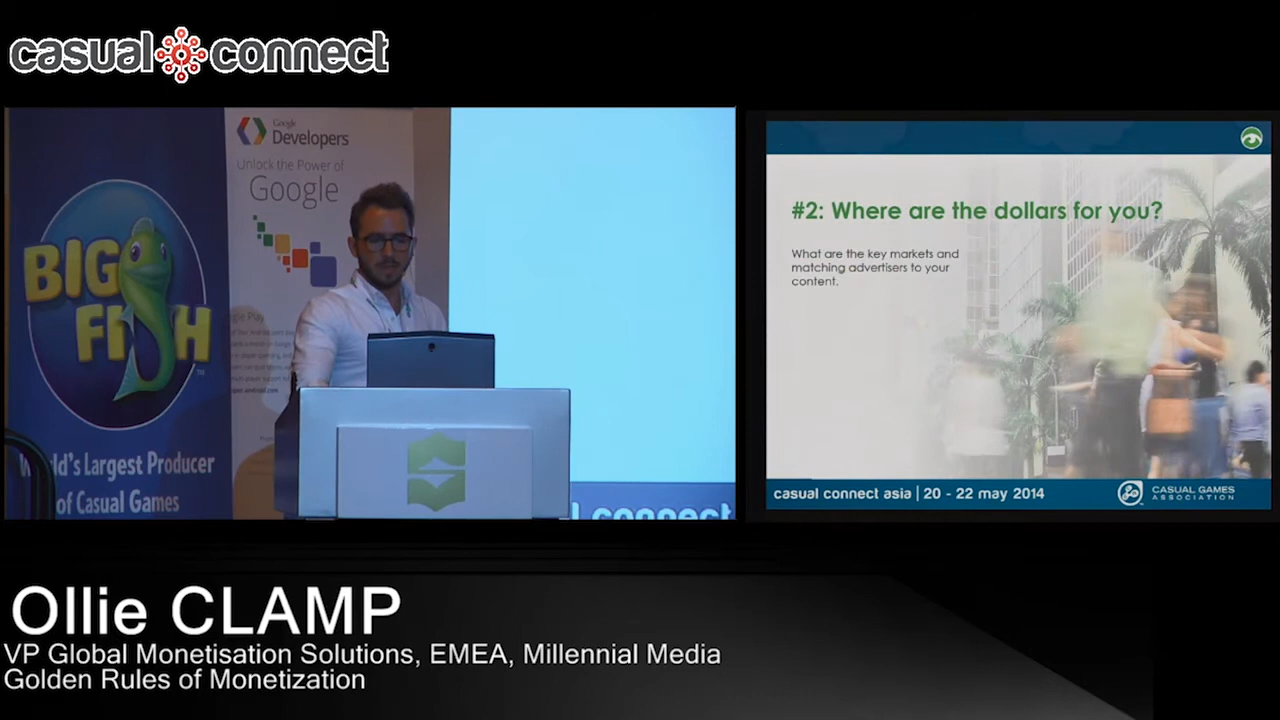 casual connect
BIG
FISH
TM
World's Largest Producer
of Casual Games
Google
Developers
Unlock the Power of
Google
#2: Where are the dollars for you?
What are the key markets and
matching advertisers to your
content.
casual connect asia | 20 - 22 may 2014
CASUAL GAMES
ASSOCIATION
connect
Ollie CLAMP
VP Global Monetisation Solutions, EMEA, Millennial Media
Golden Rules of Monetization